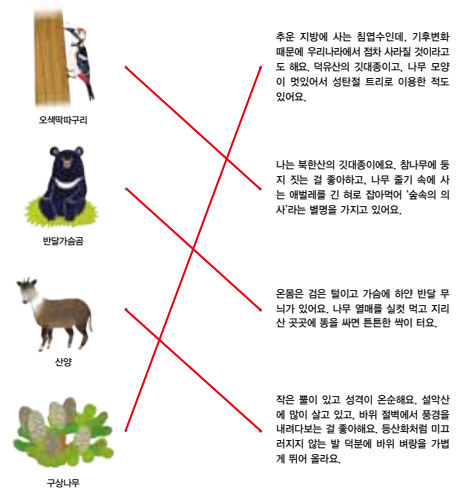 오색딱따구리
반달가슴곰
산양
구상나무
추운 지방에 사는 침엽수인데, 기후변화
때문에 우리나라에서 점차 사라질 것이라고
도 해요. 덕유산의 깃대종이고, 나무 모양
이 멋있어서 성탄절 트리로 이용한 적도
있어요.
나는 북한산의 깃대종이에요. 참나무에 둥
지 짓는 걸 좋아하고, 나무 줄기 속에 사
는 애벌레를 긴 혀로 잡아먹어 '숲속의 의
사'라는 별명을 가지고 있어요.
온몸은 검은 털이고 가슴에 하얀 반달 무
늬가 있어요. 나무 열매를 실컷 먹고 지리
산 곳곳에 똥을 싸면 튼튼한 싹이 터요.
작은 뿔이 있고 성격이 온순해요. 설악산
에 많이 살고 있고, 바위 절벽에서 풍경을
내려다보는 걸 좋아해요. 등산화처럼 미끄
러지지 않는 발 덕분에 바위 벼랑을 가볍
게 뛰어 올라요.